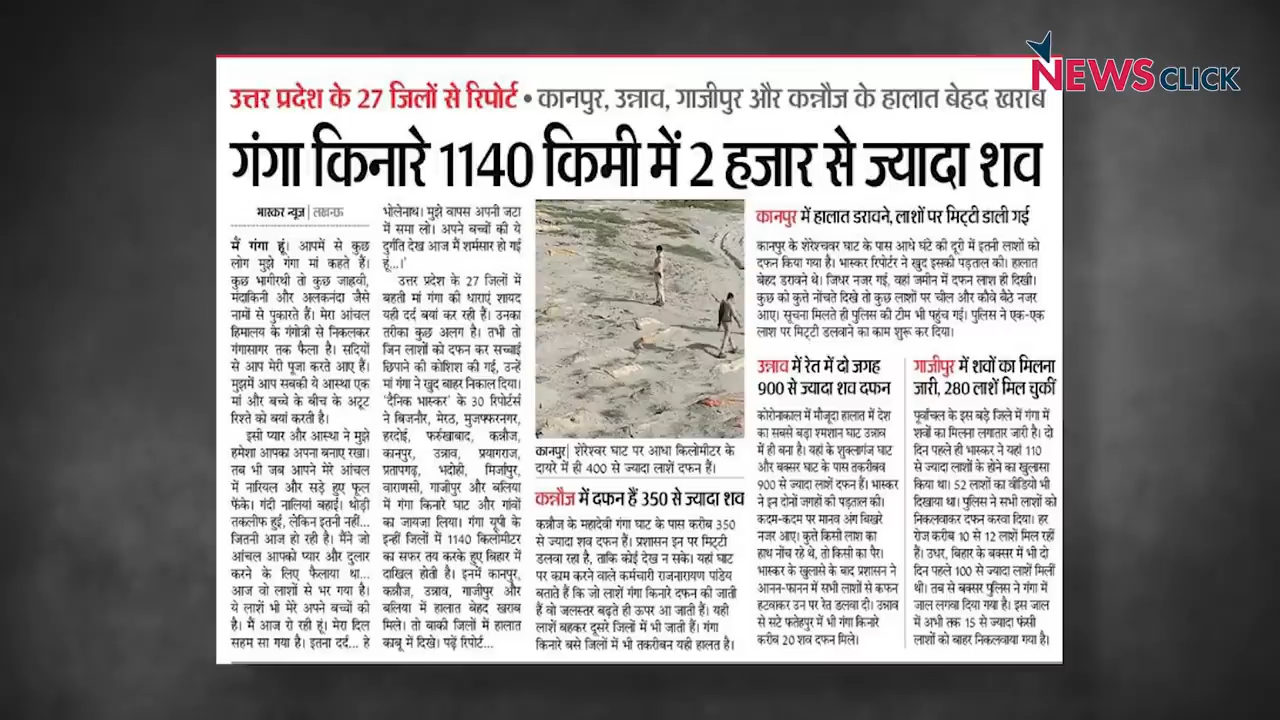 NEWSCLICK
उत्तर प्रदेश के 27 जिलों से रिपोर्ट • कानपुर, उन्नाव, गाजीपुर और कन्नौज के हालात बेहद खराब
गंगा किनारे 1140 किमी में 2 हजार से ज्यादा शव
भास्कर न्यूज | लखनऊ
मैं गंगा हूं। आपमें से कुछ
लोग मुझे गंगा मां कहते हैं।
कुछ भागीरथी तो कुछ जाह्नवी,
मंदाकिनी और अलकनंदा जैसे
नामों से पुकारते हैं। मेरा आंचल
हिमालय के गंगोत्री से निकलकर
गंगासागर तक फैला है। सदियों
से आप मेरी पूजा करते आए हैं।
मुझमें आप सबकी ये आस्था एक
मां और बच्चे के बीच के अटूट
रिश्ते को बयां करती है।
इसी प्यार और आस्था ने मुझे
हमेशा आपका अपना बनाए रखा।
तब भी जब आपने मेरे आंचल
में नारियल और सड़े हुए फूल
फेंके। गंदी नालियां बहाईं। थोड़ी
तकलीफ हुई, लेकिन इतनी नहीं...
जितनी आज हो रही है। मैंने जो
आंचल आपको प्यार और दुलार
करने के लिए फैलाया था...
आज वो लाशों से भर गया है।
ये लाशें भी मेरे अपने बच्चों की
है। मैं आज रो रही हूं। मेरा दिल
सहम सा गया है। इतना दर्द... हे
भोलेनाथ। मुझे वापस अपनी जटा
में समा लो। अपने बच्चों की ये
दुर्गति देख आज मैं शर्मसार हो गई
हूं...।'
उत्तर प्रदेश के 27 जिलों में
बहती मां गंगा की धाराएं शायद
यही दर्द बयां कर रही हैं। उनका
तरीका कुछ अलग है। तभी तो
जिन लाशों को दफन कर सच्चाई
छिपाने की कोशिश की गई, उन्हें
मां गंगा ने खुद बाहर निकाल दिया।
'दैनिक भास्कर' के 30 रिपोर्टर्स
ने बिजनौर, मेरठ, मुजफ्फरनगर,
हरदोई, फर्रुखाबाद, कन्नौज,
कानपुर, उन्नाव, प्रयागराज,
प्रतापगढ़, भदोही, मिर्जापुर,
वाराणसी, गाजीपुर और बलिया
में गंगा किनारे घाट और गांवों
का जायजा लिया। गंगा यूपी के
इन्हीं जिलों में 1140 किलोमीटर
का सफर तय करके हुए बिहार में
दाखिल होती है। इनमें कानपुर,
कन्नौज, उन्नाव, गाजीपुर और
बलिया में हालात बेहद खराब
मिले। तो बाकी जिलों में हालात
काबू में दिखे। पढ़ें रिपोर्ट...
कानपुर| शेरेश्वर घाट पर आधा किलोमीटर के
दायरे में ही 400 से ज्यादा लाशें दफन हैं।
कन्नौज में दफन हैं 350 से ज्यादा शव
कन्नौज के महादेवी गंगा घाट के पास करीब 350
से ज्यादा शव दफन हैं। प्रशासन इन पर मिट्टी
डलवा रहा है, ताकि कोई देख न सके। यहां घाट
पर काम करने वाले कर्मचारी राजनारायण पांडेय
बताते हैं कि जो लाशें गंगा किनारे दफन की जाती
हैं वो जलस्तर बढ़ते ही ऊपर आ जाती हैं। यही
लाशें बहकर दूसरे जिलों में भी जाती हैं। गंगा
किनारे बसे जिलों में भी तकरीबन यही हालत है।
कानपुर में हालात डरावने, लाशों पर मिट्टी डाली गई
कानपुर के शेरेश्वर घाट के पास आधे घंटे की दूरी में इतनी लाशों को
दफन किया गया है। भास्कर रिपोर्टर ने खुद इसकी पड़ताल की। हालात
बेहद डरावने थे। जिधर नजर गई, वहां जमीन में दफन लाश ही दिखी।
कुछ को कुत्ते नोंचते दिखे तो कुछ लाशों पर चील और कौवे बैठे नजर
आए। सूचना मिलते ही पुलिस की टीम भी पहुंच गई। पुलिस ने एक-एक
लाश पर मिट्टी डलवाने का काम शुरू कर दिया।
उन्नाव में रेत में दो जगह
900 से ज्यादा शव दफन
कोरोनाकाल में मौजूदा हालात में देश
का सबसे बड़ा श्मशान घाट उन्नाव
में ही बना है। यहां के शुक्लागंज घाट
और बक्सर घाट के पास तकरीबन
900 से ज्यादा लाशें दफन हैं। भास्कर
ने इन दोनों जगहों की पड़ताल की।
कदम-कदम पर मानव अंग बिखरे
नजर आए। कुत्ते किसी लाश का
हाथ नोंच रहे थे, तो किसी का पैर।
भास्कर के खुलासे के बाद प्रशासन ने
आनन-फानन में सभी लाशों से कफन
हटवाकर उन पर रेत डलवा दी। उन्नाव
से सटे फतेहपुर में भी गंगा किनारे
करीब 20 शव दफन मिले।
गाजीपुर में शवों का मिलना
जारी, 280 लाशें मिल चुकीं
पूर्वांचल के इस बड़े जिले में गंगा में
शवों का मिलना लगातार जारी है। दो
दिन पहले ही भास्कर ने यहां 110
से ज्यादा लाशों के होने का खुलासा
किया था। 52 लाशों का वीडियो भी
दिखाया था। पुलिस ने सभी लाशों को
निकलवाकर दफन करवा दिया। हर
रोज करीब 10 से 12 लाशें मिल रहीं
हैं। उधर, बिहार के बक्सर में भी दो
दिन पहले 100 से ज्यादा लाशें मिलीं
थी। तब से बक्सर पुलिस ने गंगा में
जाल लगवा दिया गया है। इस जाल
में अभी तक 15 से ज्यादा फंसी
लाशों को बाहर निकलवाया गया है।